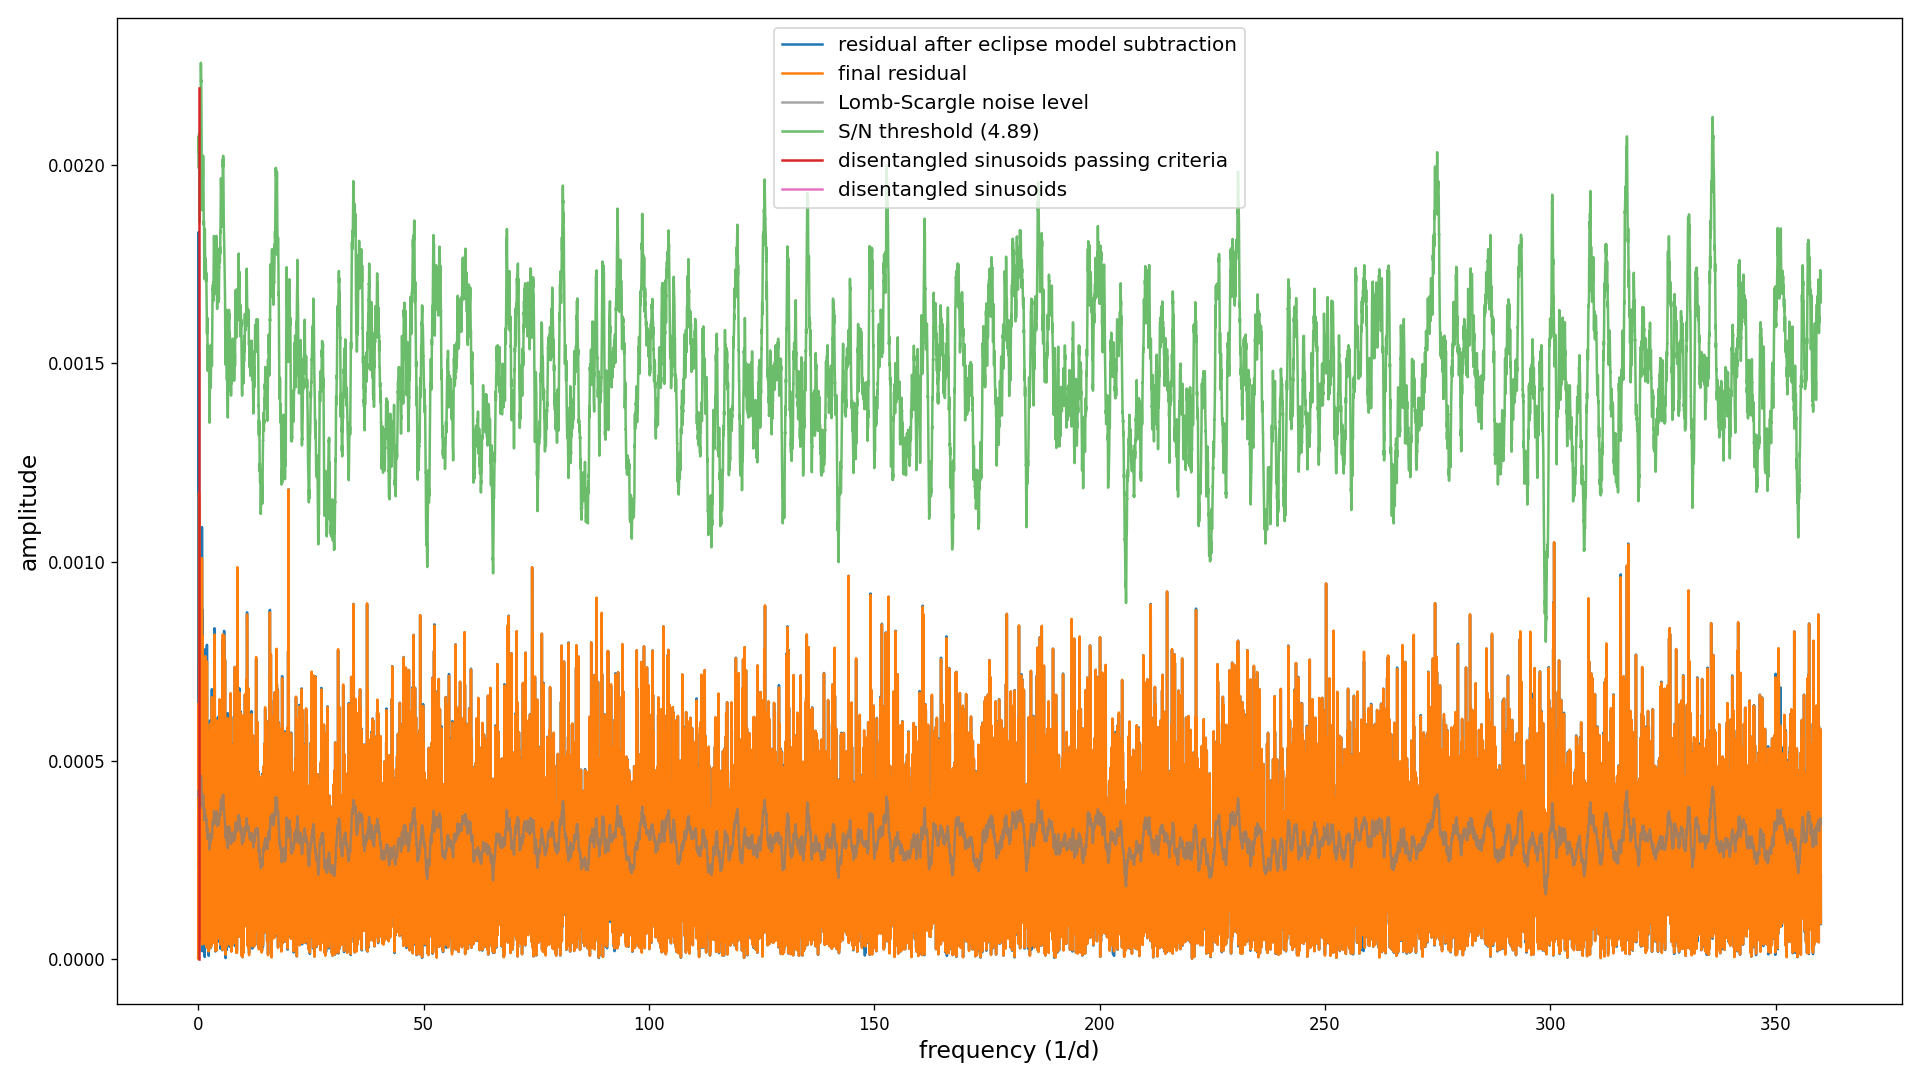 residual after eclipse model subtraction
final residual
Lomb-Scargle noise level
S/N threshold (4.89)
disentangled sinusoids passing criteria
disentangled sinusoids
amplitude
0.0020
0.0015
0.0010
0.0005
0.0000
0 50 100 150 200 250 300 350
frequency (1/d)